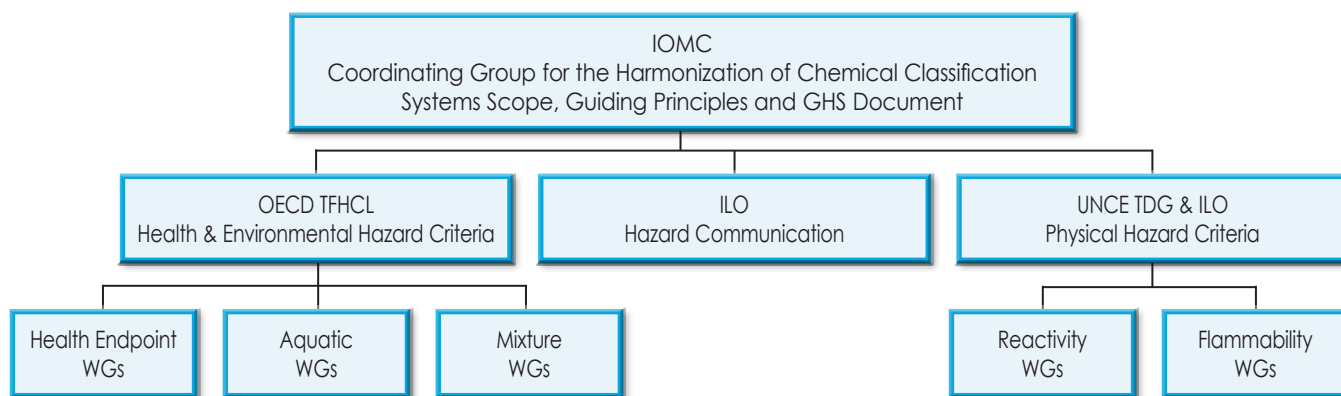 IOMC
Coordinating Group for the Harmonization of Chemical Classification
Systems Scope, Guiding Principles and GHS Document
OECD TFHCL
Health & Environmental Hazard Criteria
ILO
Hazard Communication
UNCE TDG & ILO
Physical Hazard Criteria
Health Endpoint
WGs
Aquatic
WGs
Mixture
WGs
Reactivity
WGs
Flammability
WGs